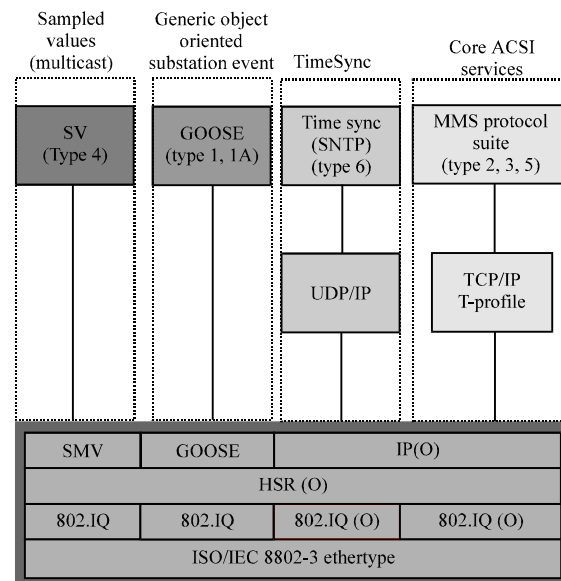 Sampled
values
(multicast)
Generic object
oriented
substation event
TimeSync
Core ACSI
services
SV
(Type 4)
GOOSE
(type 1, 1A)
Time sync
(SNTP)
(type 6)
MMS protocol
suite
(type 2, 3, 5)
UDP/IP
TCP/IP
T-profile
SMV
GOOSE
IP(O)
HSR (O)
802.IQ
802.IQ
802.IQ (O)
802.IQ (O)
ISO/IEC 8802-3 ethertype